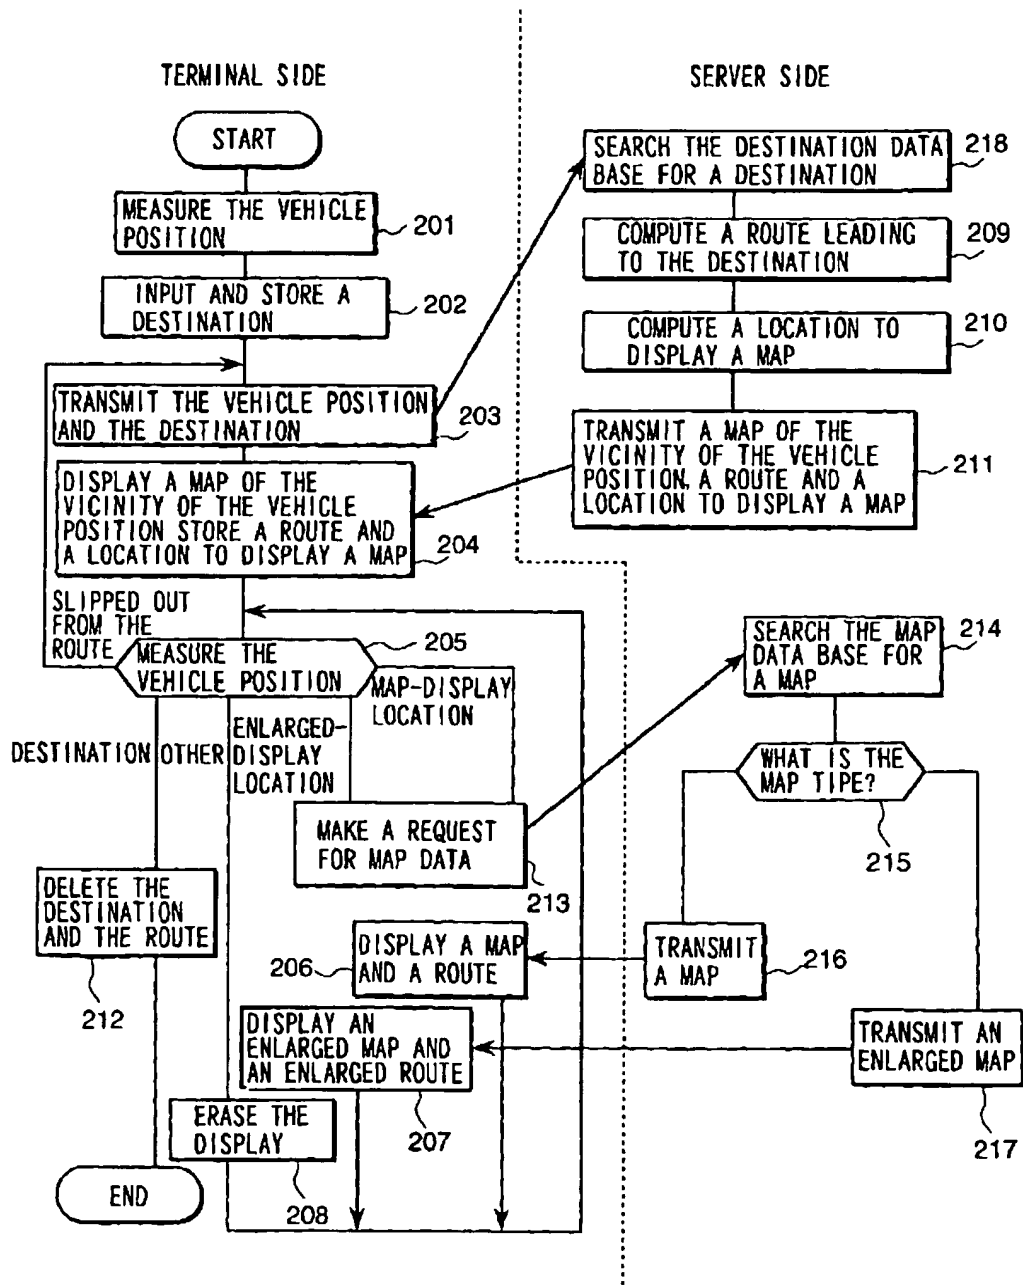 TERMINAL SIDE
SERVER SIDE
START
MEASURE THE VEHICLE
POSITION
201
INPUT AND STORE A
DESTINATION
202
TRANSMIT THE VEHICLE POSITION
AND THE DESTINATION
203
DISPLAY A MAP OF THE
VICINITY OF THE VEHICLE
POSITION STORE A ROUTE AND
A LOCATION TO DISPLAY A MAP
204
SEARCH THE DESTINATION DATA
BASE FOR A DESTINATION
218
COMPUTE A ROUTE LEADING
TO THE DESTINATION
209
COMPUTE A LOCATION TO
DISPLAY A MAP
210
TRANSMIT A MAP OF THE
VICINITY OF THE VEHICLE
POSITION, A ROUTE AND A
LOCATION TO DISPLAY A MAP
211
SLIPPED OUT
FROM THE
ROUTE
MEASURE THE
VEHICLE POSITION
205
MAP-DISPLAY
LOCATION
ENLARGED-
DISPLAY
LOCATION
DESTINATION
OTHER
MAKE A REQUEST
FOR MAP DATA
213
SEARCH THE MAP
DATA BASE FOR
A MAP
214
WHAT IS THE
MAP TIPE?
215
DELETE THE
DESTINATION
AND THE ROUTE
212
DISPLAY A MAP
AND A ROUTE
206
TRANSMIT
A MAP
216
DISPLAY AN
ENLARGED MAP AND
AN ENLARGED ROUTE
207
TRANSMIT AN
ENLARGED MAP
217
ERASE THE
DISPLAY
208
END